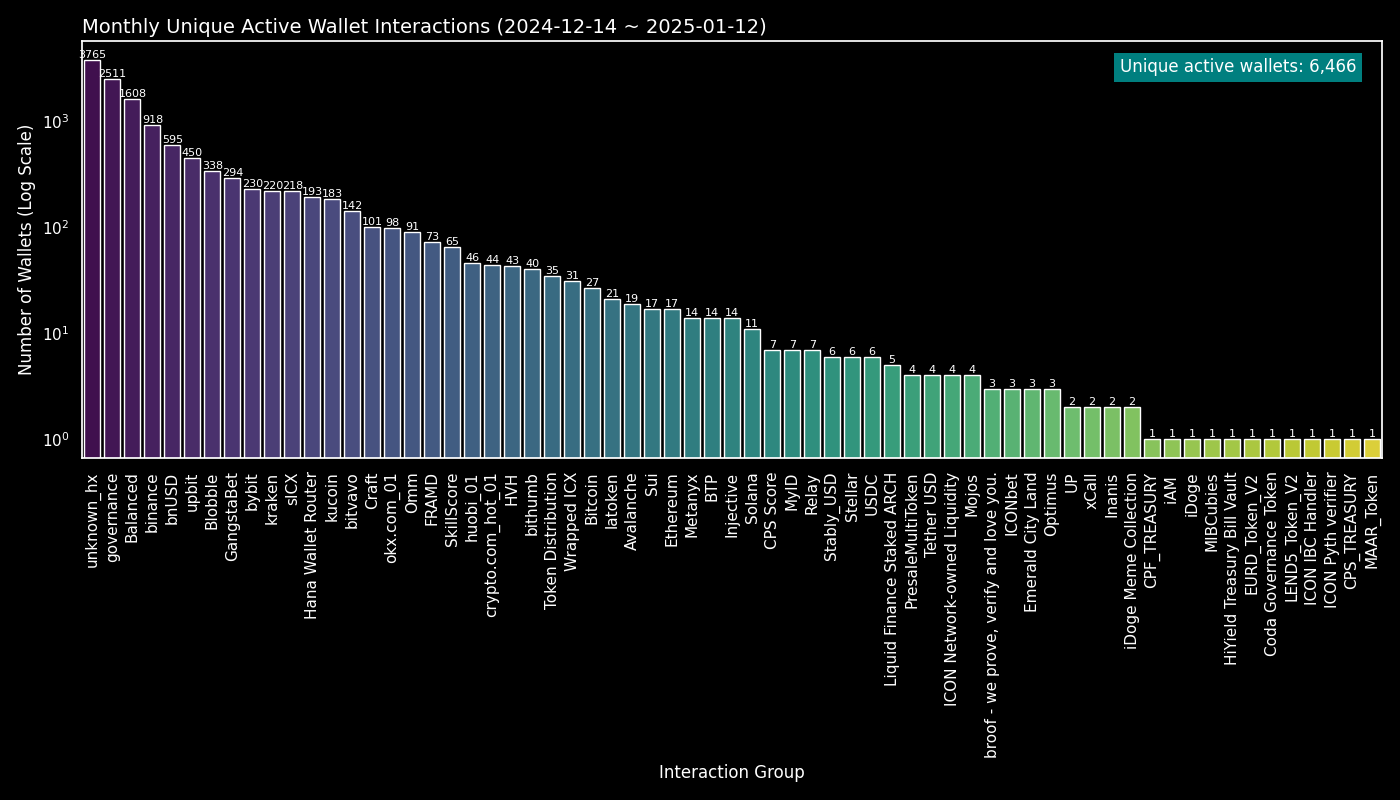 Monthly Unique Active Wallet Interactions (2024-12-14 ~ 2025-01-12)
Unique active wallets: 6,466
Number of Wallets (Log Scale)
10³
10²
10¹
10⁰
3765
2511
1608
918
595
450
338
294
230
220
218
193
183
142
101
98
91
73
65
46
44
43
40
35
31
27
21
19
17
17
14
14
14
11
7
7
7
6
6
6
5
4
4
4
4
3
3
3
3
2
2
2
2
1
1
1
1
1
1
1
1
1
1
1
1
unknown_hx
governance
Balanced
binance
bnUSD
upbit
Blobble
GangstaBet
bybit
kraken
sICX
Hana Wallet Router
kucoin
bitvavo
Craft
okx.com_01
Omm
FRAMD
SkillScore
huobi_01
crypto.com_hot_01
HVH
bithumb
Token Distribution
Wrapped ICX
Bitcoin
latoken
Avalanche
Sui
Ethereum
Metanyx
BTP
Injective
Solana
CPS Score
MyID
Relay
Stably_USD
Stellar
USDC
Liquid Finance Staked ARCH
PresaleMultiToken
Tether USD
ICON Network-owned Liquidity
Mojos
broof - we prove, verify and love you.
ICONbet
Emerald City Land
Optimus
UP
xCall
Inanis
iDoge Meme Collection
CPF_TREASURY
iAM
iDoge
MIBCubies
HiYield Treasury Bill Vault
EURD_Token_V2
Coda Governance Token
LEND5_Token_V2
ICON IBC Handler
ICON Pyth verifier
CPS_TREASURY
MAAR_Token
Interaction Group